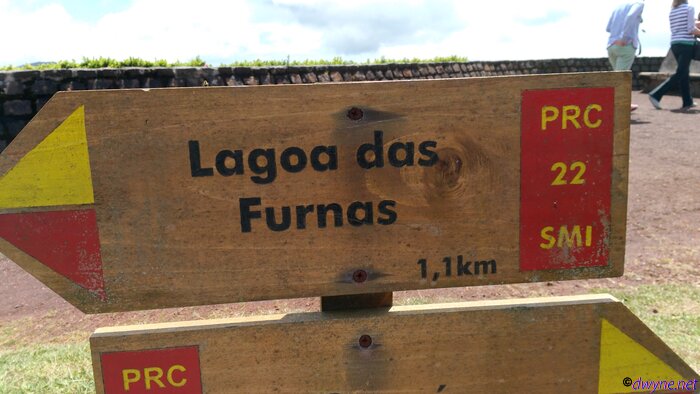 Lagoa das
Furnas
1,1km
PRC
22
SMI
PRC
©dwyne.net